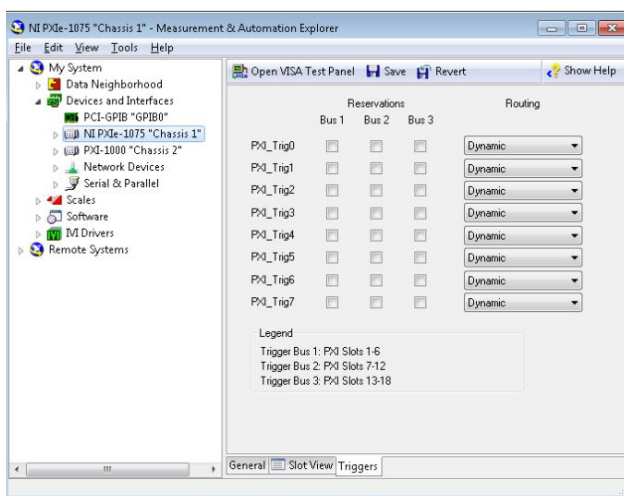 NI PXIe-1075 "Chassis 1" - Measurement & Automation Explorer
File Edit View Tools Help
My System
Data Neighborhood
Devices and Interfaces
PCI-GPIB "GPIB0"
NI PXIe-1075 "Chassis 1"
PXI-1000 "Chassis 2"
Network Devices
Serial & Parallel
Scales
Software
IVI Drivers
Remote Systems
Open VISA Test Panel Save Revert Show Help
Reservations Routing
Bus 1 Bus 2 Bus 3
PXI_Trig0 Dynamic
PXI_Trig1 Dynamic
PXI_Trig2 Dynamic
PXI_Trig3 Dynamic
PXI_Trig4 Dynamic
PXI_Trig5 Dynamic
PXI_Trig6 Dynamic
PXI_Trig7 Dynamic
Legend
Trigger Bus 1: PXI Slots 1-6
Trigger Bus 2: PXI Slots 7-12
Trigger Bus 3: PXI Slots 13-18
General Slot View Triggers